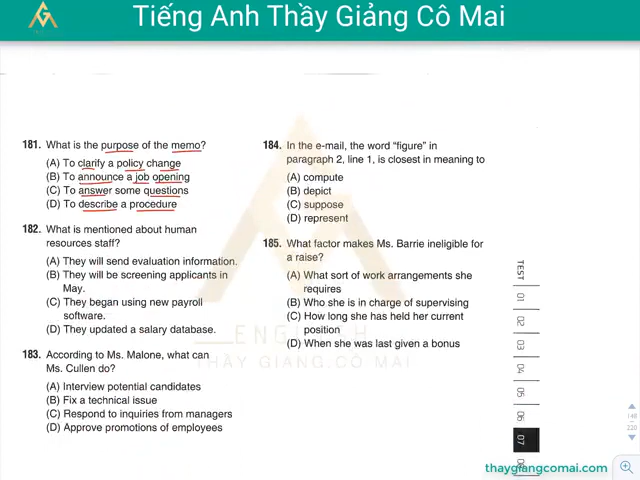 Tiếng Anh Thầy Giảng Cô Mai
181. What is the purpose of the memo?
(A) To clarify a policy change
(B) To announce a job opening
(C) To answer some questions
(D) To describe a procedure
182. What is mentioned about human
resources staff?
(A) They will send evaluation information.
(B) They will be screening applicants in
May.
(C) They began using new payroll
software.
(D) They updated a salary database.
183. According to Ms. Malone, what can
Ms. Cullen do?
(A) Interview potential candidates
(B) Fix a technical issue
(C) Respond to inquiries from managers
(D) Approve promotions of employees
184. In the e-mail, the word “figure” in
paragraph 2, line 1, is closest in meaning to
(A) compute
(B) depict
(C) suppose
(D) represent
185. What factor makes Ms. Barrie ineligible for
a raise?
(A) What sort of work arrangements she
requires
(B) Who she is in charge of supervising
(C) How long she has held her current
position
(D) When she was last given a bonus
ENGLISH
THẦY GIẢNG.CÔ MAI
TEST
01
02
03
04
05
06
07
08
148
220
thaygiangcomai.com